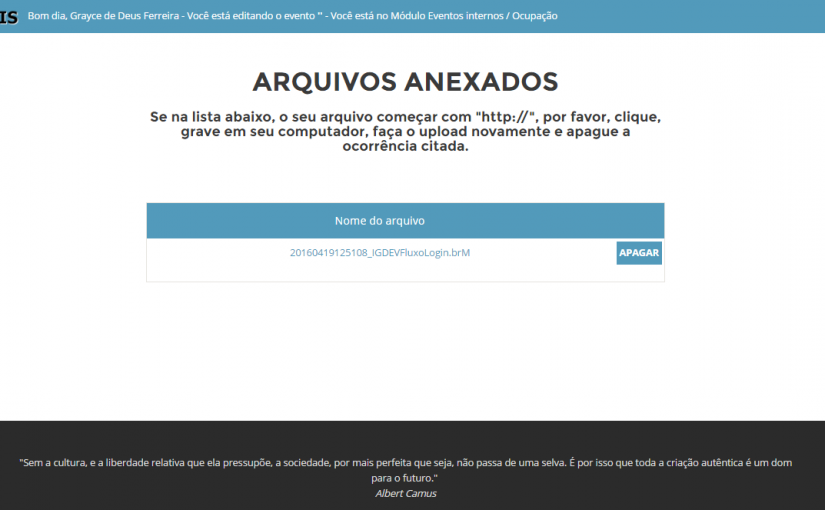 IS Bom dia, Grayce de Deus Ferreira - Você está editando o evento " - Você está no Módulo Eventos internos / Ocupação
ARQUIVOS ANEXADOS
Se na lista abaixo, o seu arquivo começar com "http://", por favor, clique,
grave em seu computador, faça o upload novamente e apague a
ocorrência citada.
Nome do arquivo
20160419125108_IGDEVFluxoLogin.brM APAGAR
"Sem a cultura, e a liberdade relativa que ela pressupõe, a sociedade, por mais perfeita que seja, não passa de uma selva. É por isso que toda a criação autêntica é um dom
para o futuro."
Albert Camus